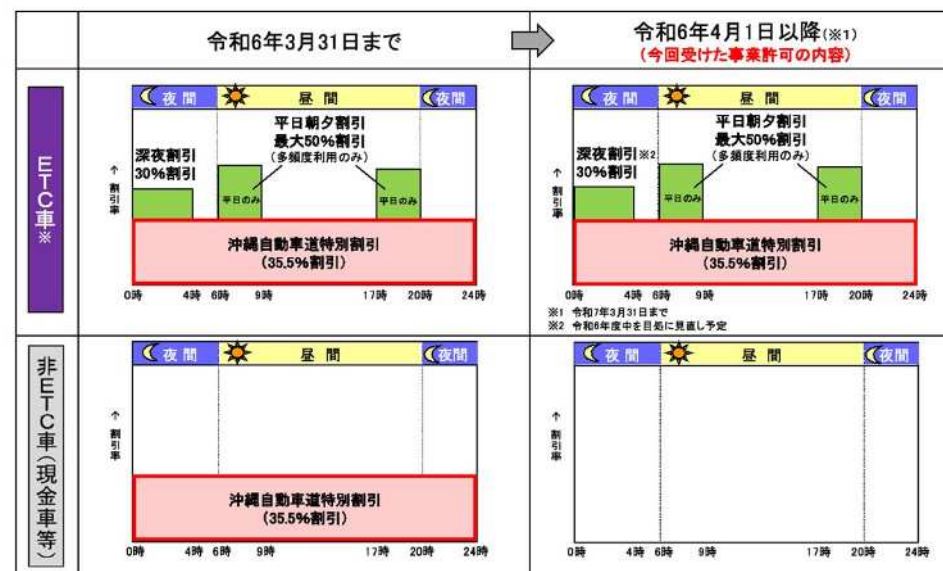 令和6年3月31日まで
令和6年4月1日以降(※1)
(今回受けた事業許可の内容)
ETC車※
夜間
昼間
夜間
平日朝夕割引
最大50%割引
(多頻度利用のみ)
深夜割引
30%割引
↑割引率
平日のみ
平日のみ
沖縄自動車道特別割引
(35.5%割引)
0時 4時 6時 9時 17時 20時 24時
夜間
昼間
夜間
平日朝夕割引
最大50%割引
(多頻度利用のみ)
深夜割引※2
30%割引
↑割引率
平日のみ
平日のみ
沖縄自動車道特別割引
(35.5%割引)
0時 4時 6時 9時 17時 20時 24時
※1 令和7年3月31日まで
※2 令和6年度中を目処に見直し予定
非ETC車(現金車等)
夜間
昼間
夜間
↑割引率
沖縄自動車道特別割引
(35.5%割引)
0時 4時 6時 9時 17時 20時 24時
夜間
昼間
夜間
↑割引率
0時 4時 6時 9時 17時 20時 24時